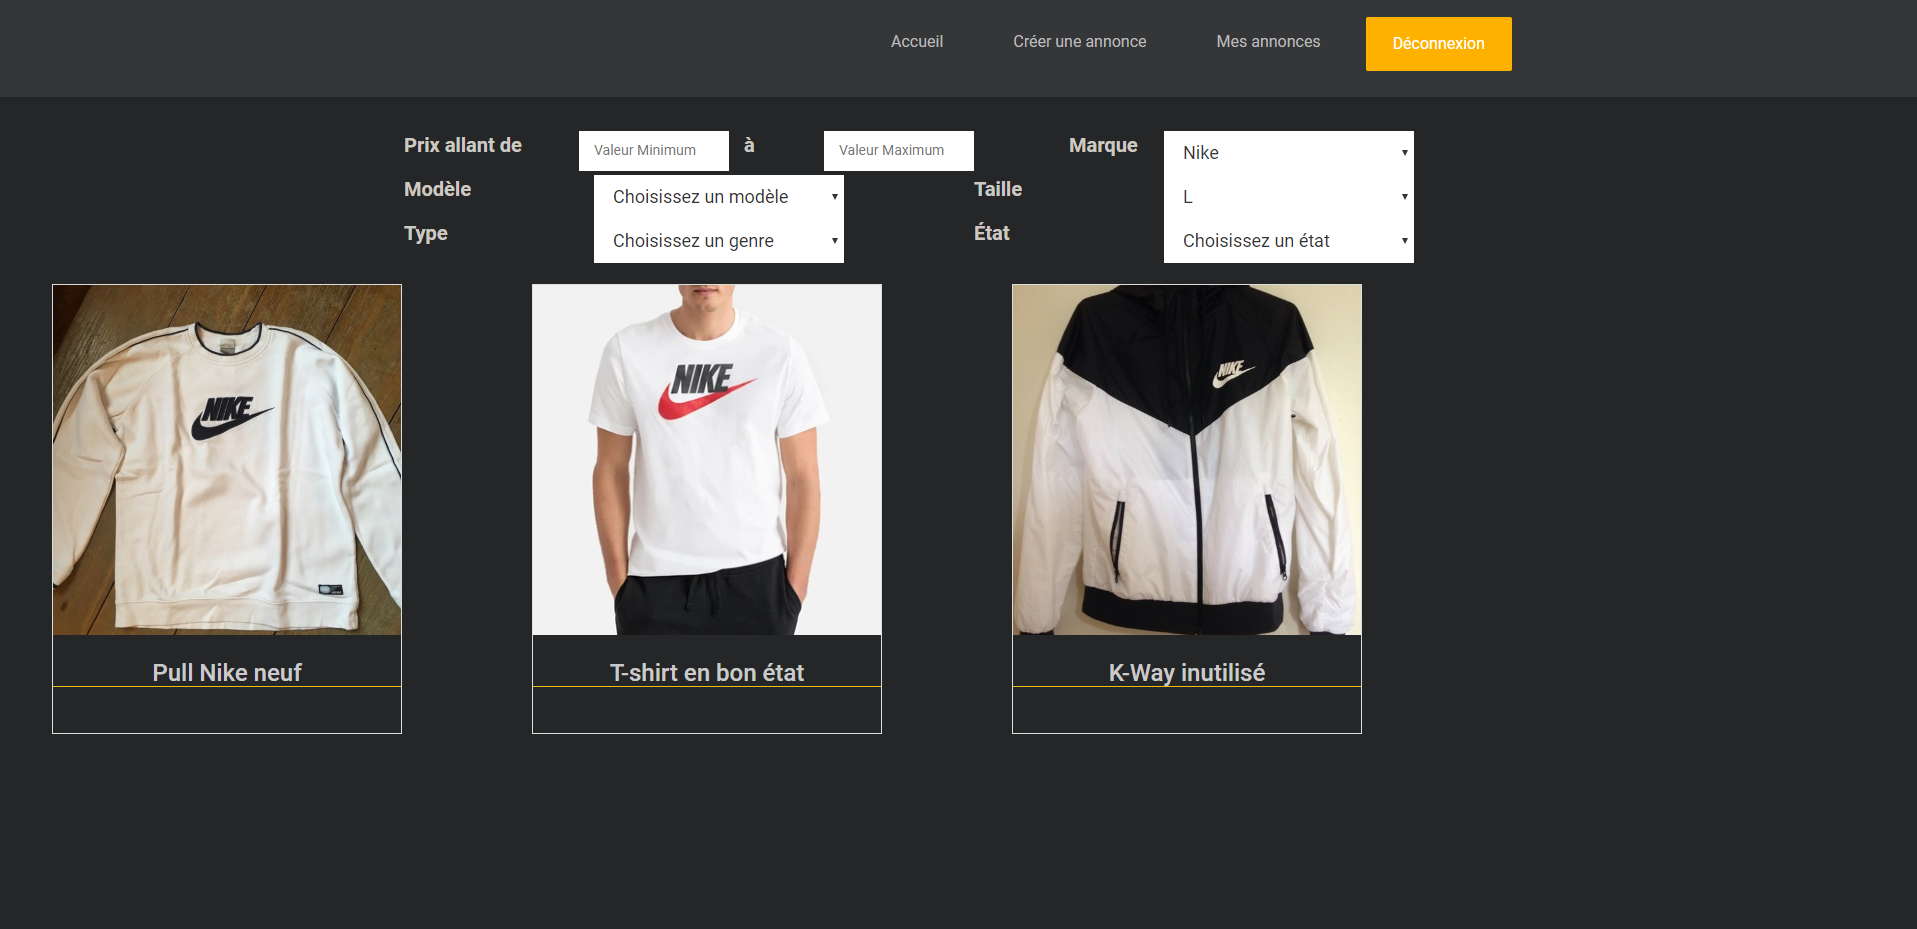 Accueil Créer une annonce Mes annonces Déconnexion
Prix allant de Valeur Minimum à Valeur Maximum Marque Nike
Modèle Choisissez un modèle Taille L
Type Choisissez un genre État Choisissez un état
NIKE
NIKE
NIKE
Pull Nike neuf
T-shirt en bon état
K-Way inutilisé